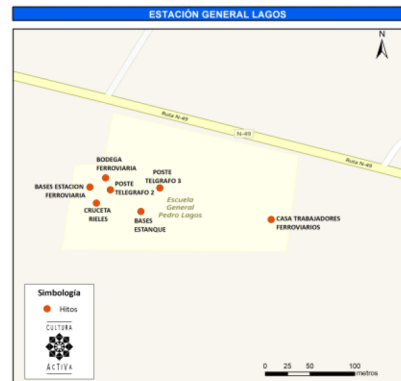 ESTACIÓN GENERAL LAGOS
N
Ruta N-49
N-49
Ruta N-49
BODEGA
FERROVIARIA
POSTE
TELGRAFO 3
BASES ESTACION
FERROVIARIA
POSTE
TELEGRAFO 2
CRUCETA
RIELES
BASES
ESTANQUE
Escuela
General
Pedro Lagos
CASA TRABAJADORES
FERROVIARIOS
Simbología
Hitos
CULTURA
ACTIVA
0 25 50 100
metros